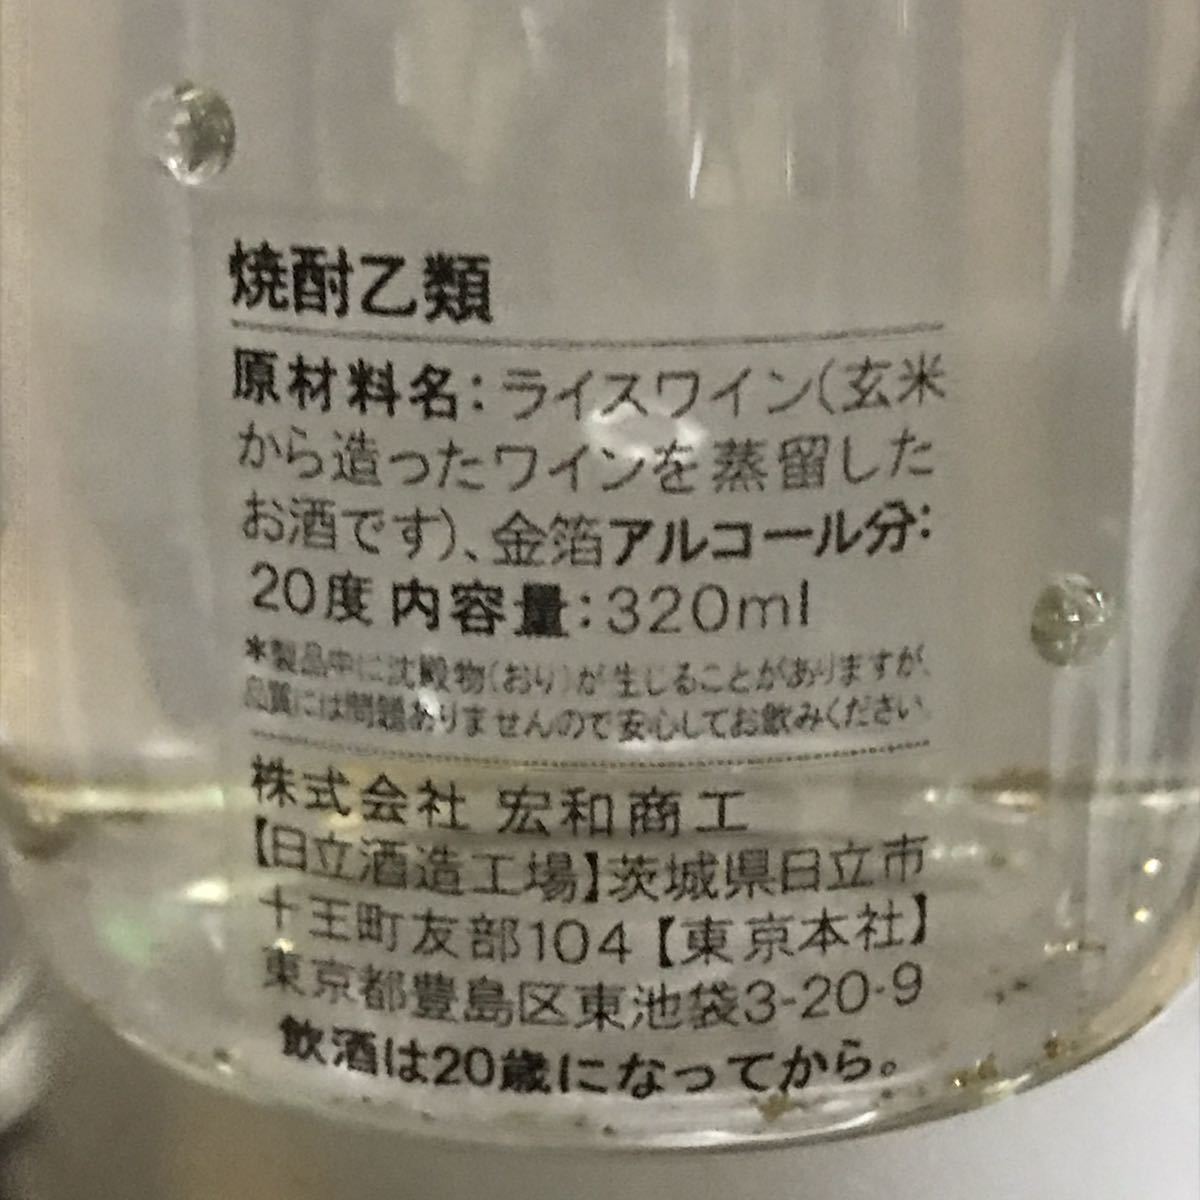 焼酎乙類
原材料名：ライスワイン（玄米
から造ったワインを蒸留した
お酒です）、金箔アルコール分：
20度 内容量：320ml
＊製品中に沈殿物（おり）が生じることがありますが、
品質には問題ありませんので安心してお飲みください。
株式会社 宏和商工
【日立酒造工場】茨城県日立市
十王町友部104【東京本社】
東京都豊島区東池袋3-20-9
飲酒は20歳になってから。